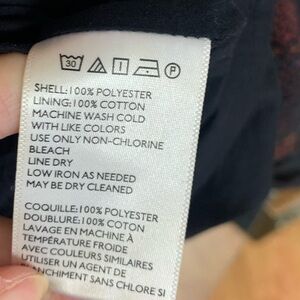 30 P
SHELL:100% POLYESTER
LINING:100% COTTON
MACHINE WASH COLD
WITH LIKE COLORS
USE ONLY NON-CHLORINE
BLEACH
LINE DRY
LOW IRON AS NEEDED
MAY BE DRY CLEANED
COQUILLE:100% POLYESTER
DOUBLURE:100% COTON
LAVAGE EN MACHINE À
TEMPÉRATURE FROIDE
AVEC COULEURS SIMILAIRES
UTILISER UN AGENT DE
BLANCHIMENT SANS CHLORE SI